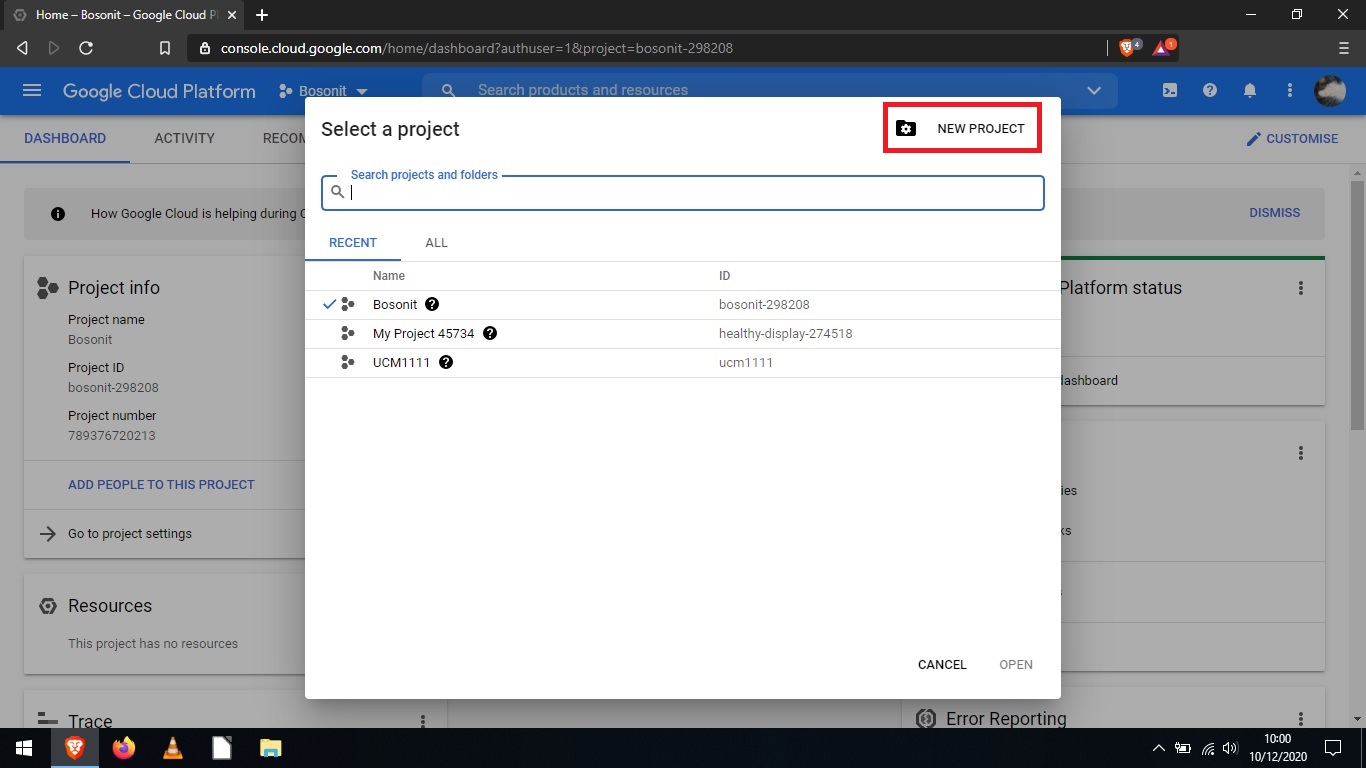 Home – Bosonit – Google Cloud P
console.cloud.google.com/home/dashboard?authuser=1&project=bosonit-298208
4
1
Google Cloud Platform
Bosonit
Search products and resources
DASHBOARD
ACTIVITY
RECOM
CUSTOMISE
Select a project
NEW PROJECT
Search projects and folders
How Google Cloud is helping during C
DISMISS
RECENT
ALL
Name
ID
Bosonit
bosonit-298208
My Project 45734
healthy-display-274518
UCM1111
ucm1111
CANCEL
OPEN
Project info
Project name
Bosonit
Project ID
bosonit-298208
Project number
789376720213
ADD PEOPLE TO THIS PROJECT
Go to project settings
Resources
This project has no resources
Trace
Platform status
dashboard
ies
ks
Error Reporting
10:00
10/12/2020